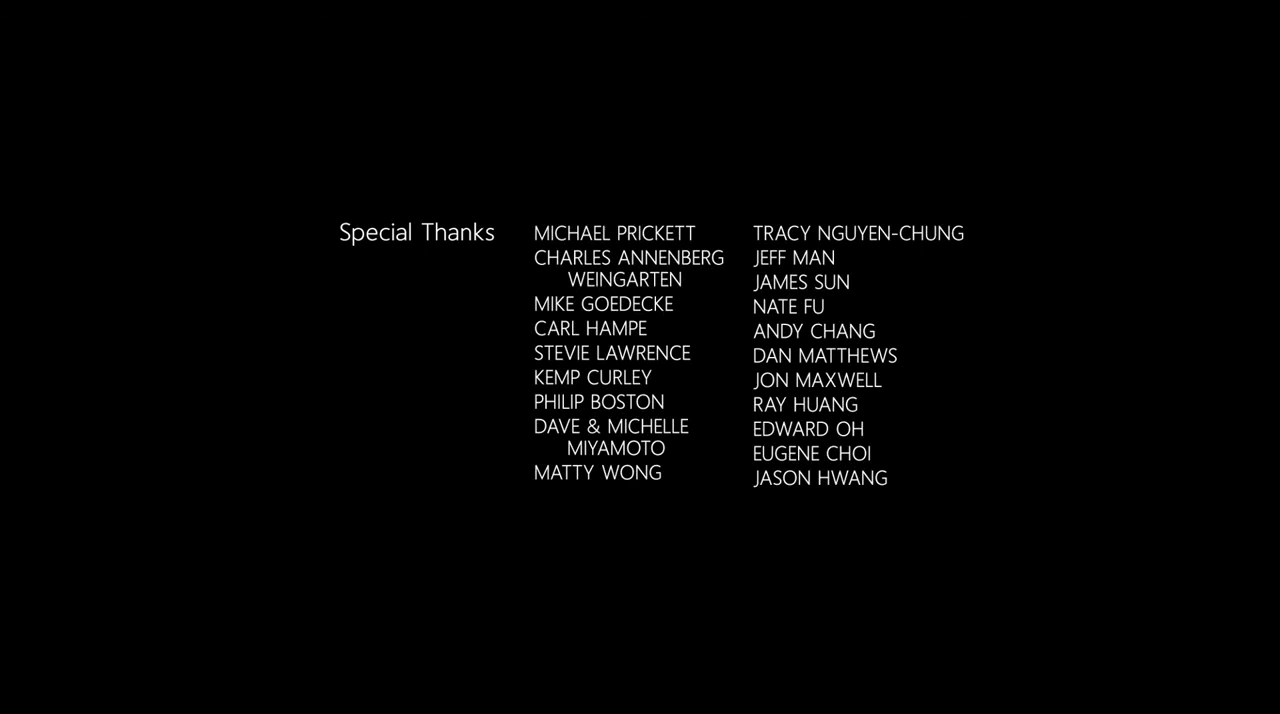 Special Thanks
MICHAEL PRICKETT
CHARLES ANNENBERG
WEINGARTEN
MIKE GOEDECKE
CARL HAMPE
STEVIE LAWRENCE
KEMP CURLEY
PHILIP BOSTON
DAVE & MICHELLE
MIYAMOTO
MATTY WONG
TRACY NGUYEN-CHUNG
JEFF MAN
JAMES SUN
NATE FU
ANDY CHANG
DAN MATTHEWS
JON MAXWELL
RAY HUANG
EDWARD OH
EUGENE CHOI
JASON HWANG